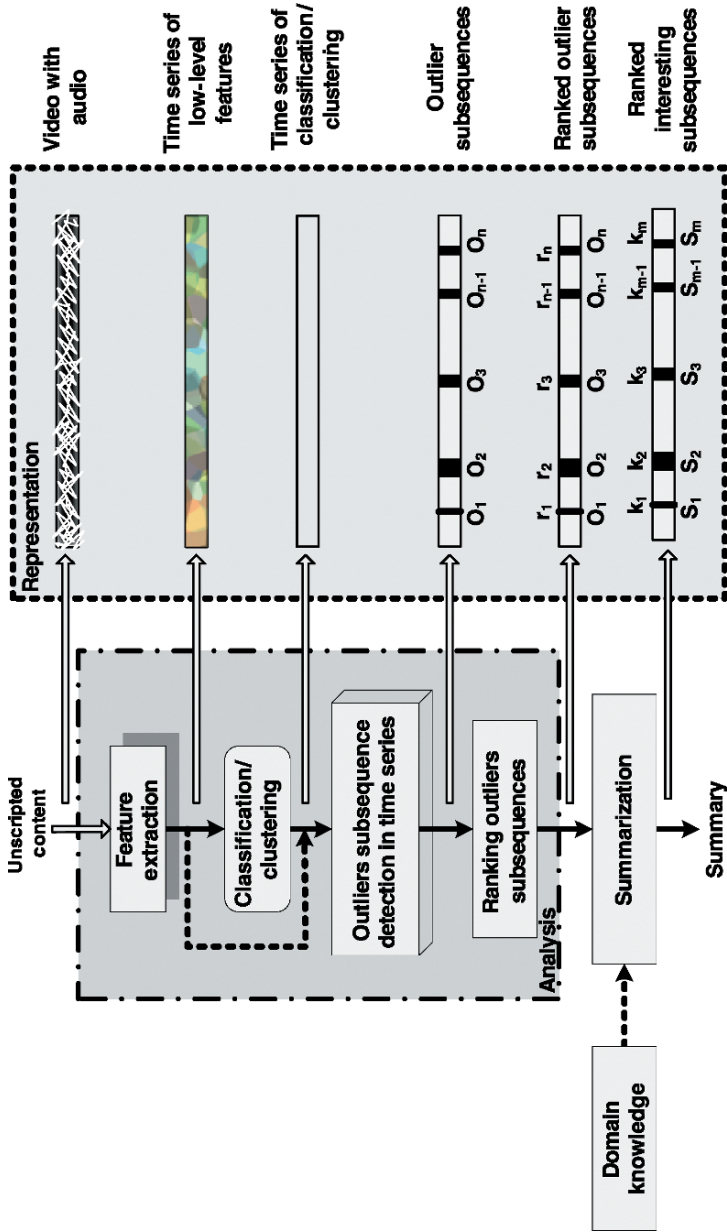 Unscripted
content
Feature
extraction
Classification/
clustering
Outliers subsequence
detection in time series
Ranking outliers
subsequences
Analysis
Domain
knowledge
Summarization
Summary
Representation
Video with
audio
Time series of
low-level
features
Time series of
classification/
clustering
O1 O2 O3 On-1 On
Outlier
subsequences
r1 r2 r3 rn-1 rn
O1 O2 O3 On-1 On
Ranked outlier
subsequences
k1 k2 k3 km-1 km
S1 S2 S3 Sm-1 Sm
Ranked
interesting
subsequences